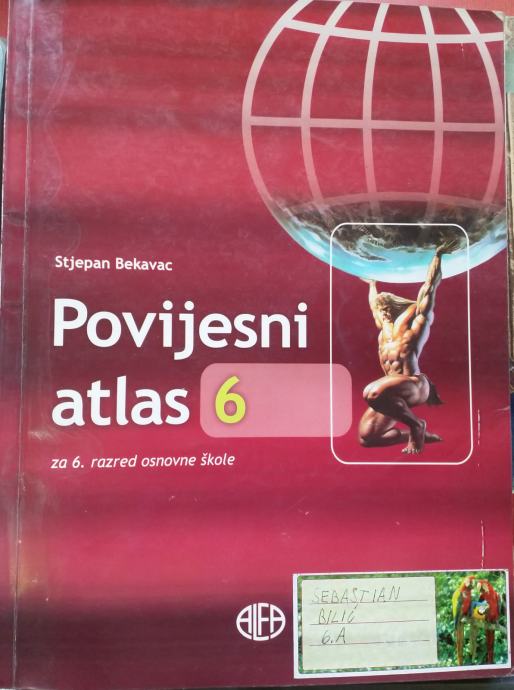 Stjepan Bekavac
Povijesni
atlas 6
za 6. razred osnovne škole
ALFA
SEBASTIAN
BILIĆ
6.A